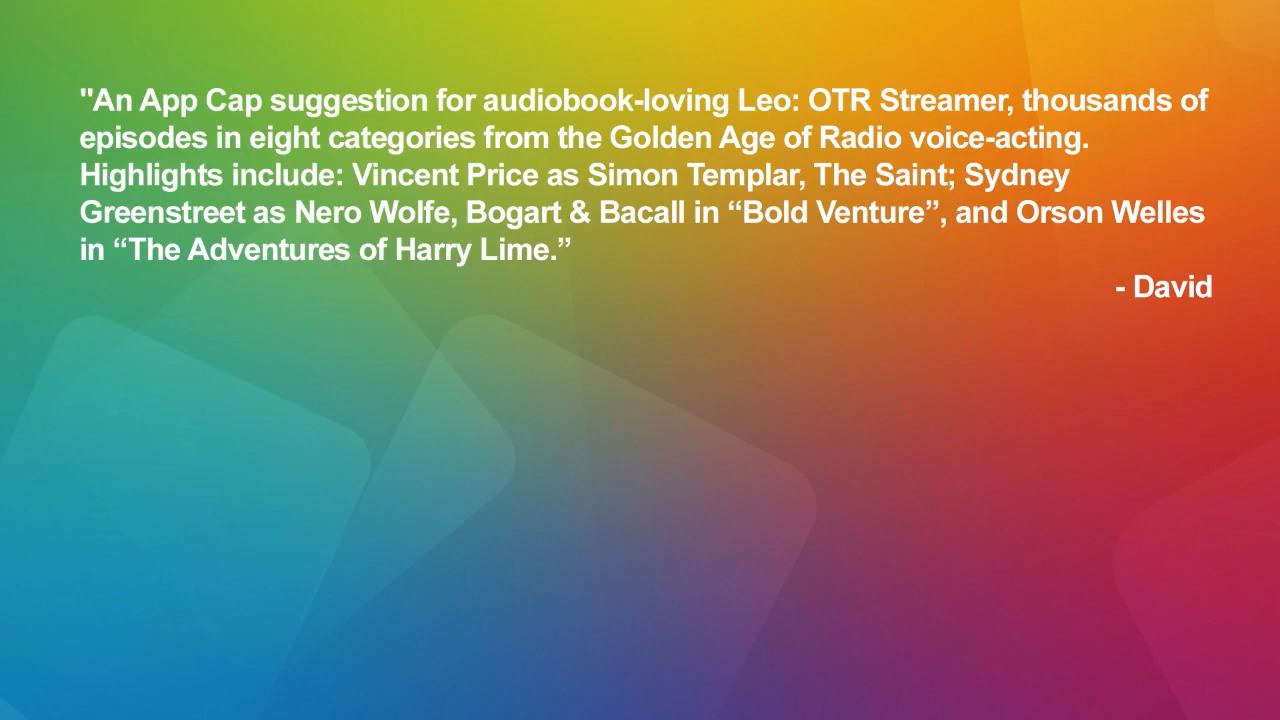 "An App Cap suggestion for audiobook-loving Leo: OTR Streamer, thousands of
episodes in eight categories from the Golden Age of Radio voice-acting.
Highlights include: Vincent Price as Simon Templar, The Saint; Sydney
Greenstreet as Nero Wolfe, Bogart & Bacall in “Bold Venture”, and Orson Welles
in “The Adventures of Harry Lime.”
- David